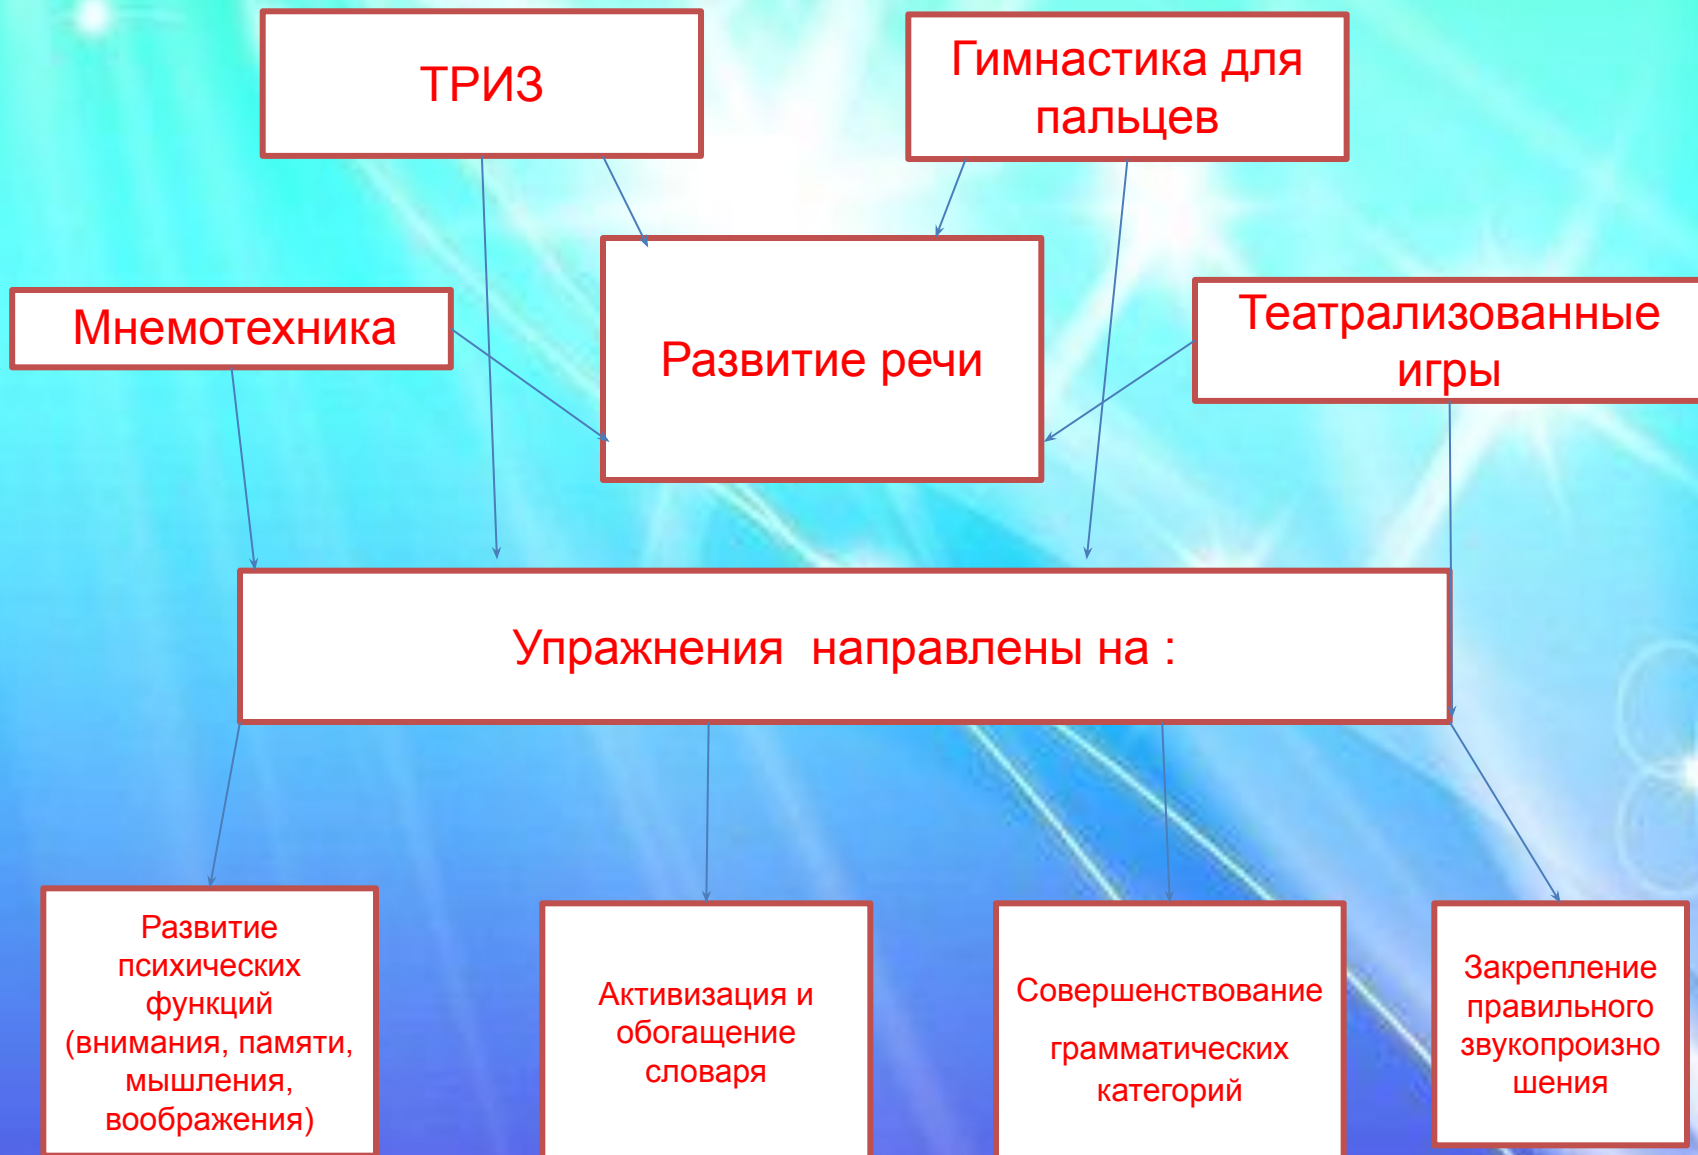 ТРИЗ
Гимнастика для
пальцев
Мнемотехника
Развитие речи
Театрализованные
игры
Упражнения  направлены на :
Развитие
психических
функций
(внимания, памяти,
мышления,
воображения)
Активизация и
обогащение
словаря
Совершенствование
грамматических
категорий
Закрепление
правильного
звукопроизно
шения